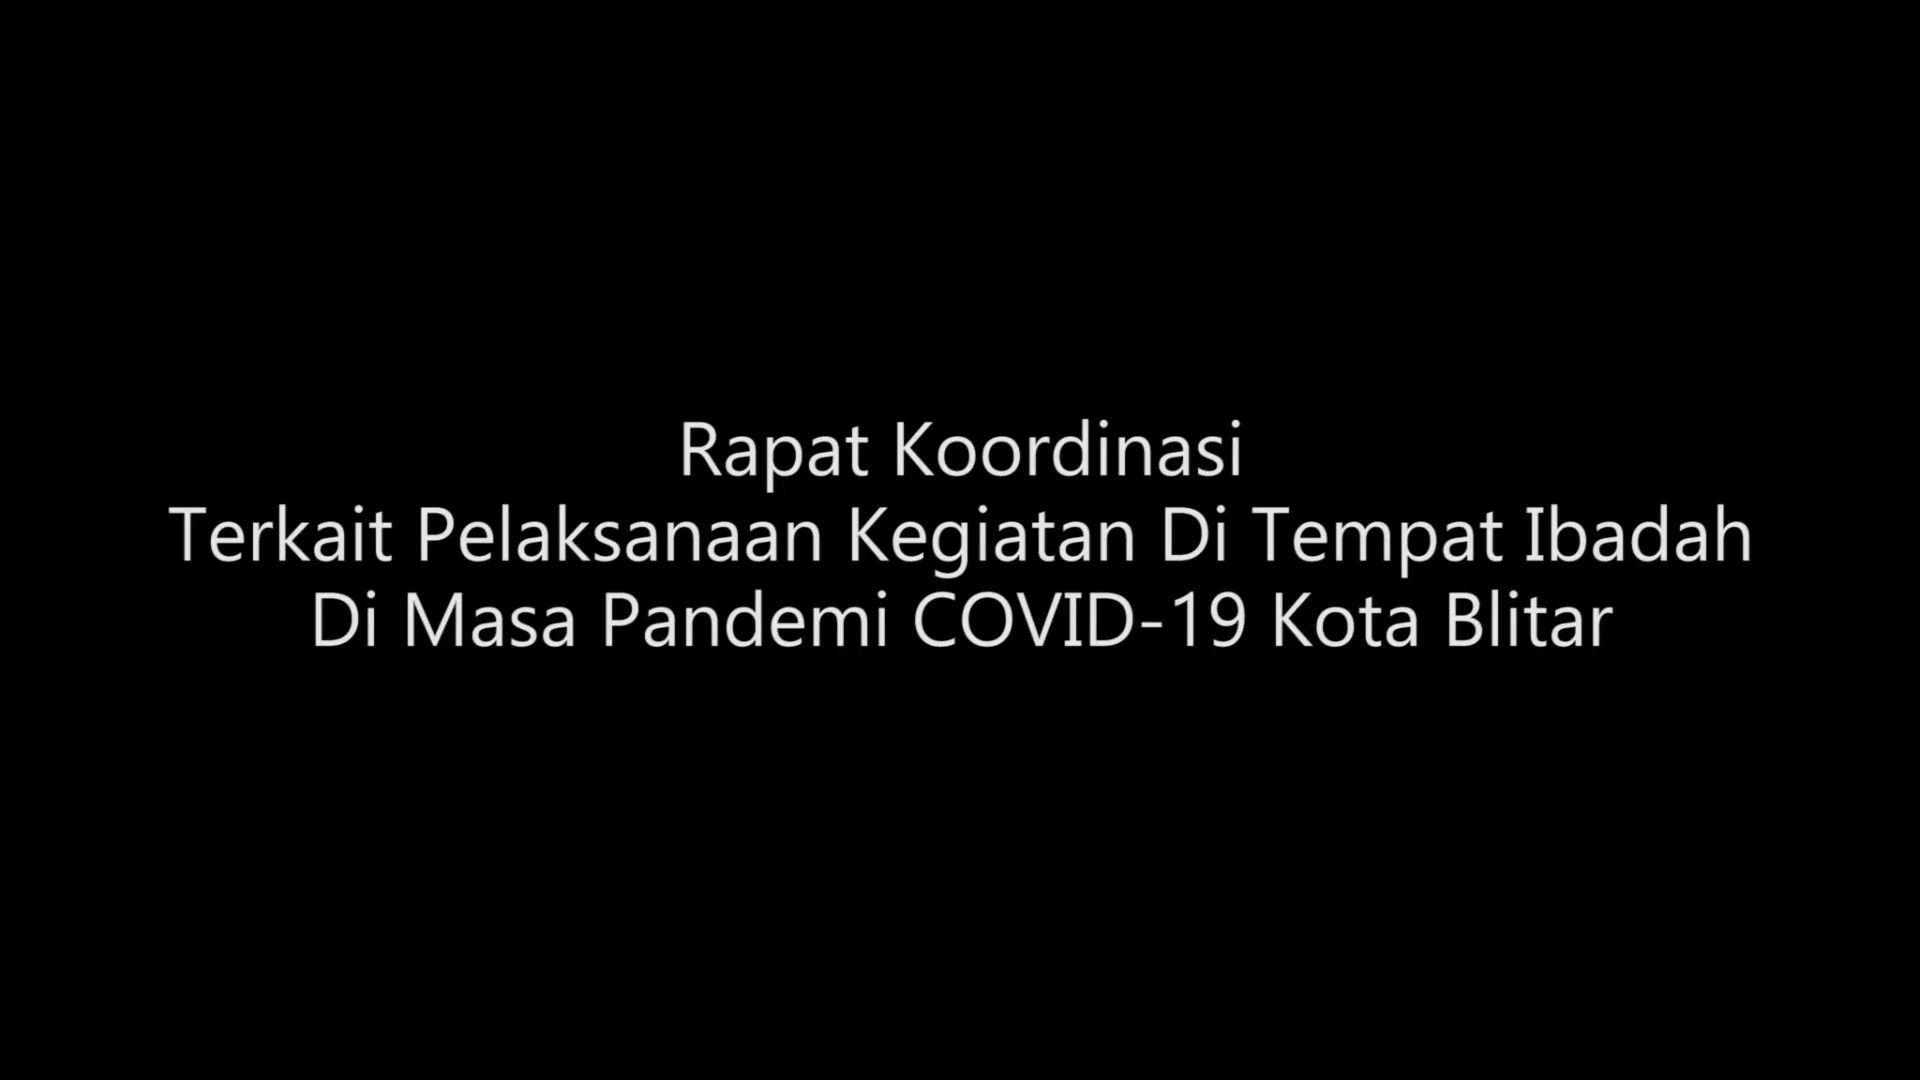 Rapat Koordinasi
Terkait Pelaksanaan Kegiatan Di Tempat Ibadah
Di Masa Pandemi COVID-19 Kota Blitar